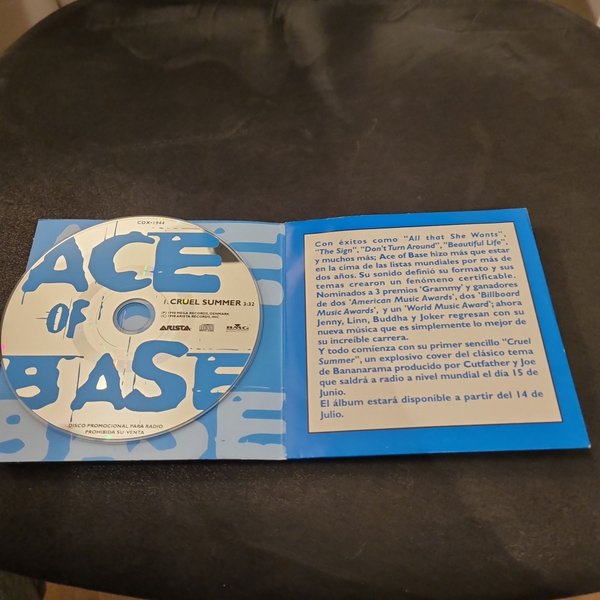 CDX-1944
ACE
OF
BASE
1. CRUEL SUMMER 3:32
(P) 1998 MEGA RECORDS, DENMARK
(C) 1998 ARISTA RECORDS, INC.
ARISTA
BMG
DISCO PROMOCIONAL PARA RADIO
PROHIBIDA SU VENTA
BASE
Con éxitos como "All that She Wants",
"The Sign", "Don't Turn Around", "Beautiful Life",
y muchos más; Ace of Base hizo más que estar
en la cima de las listas mundiales por más de
dos años. Su sonido definió su formato y sus
temas crearon un fenómeno certificable.
Nominados a 3 premios 'Grammy' y ganadores
de dos 'American Music Awards', dos 'Billboard
Music Awards', y un 'World Music Award'; ahora
Jenny, Linn, Buddha y Joker regresan con su
nueva música que es simplemente lo mejor de
su increíble carrera.
Y todo comienza con su primer sencillo "Cruel
Summer", un explosivo cover del clásico tema
de Bananarama producido por Cutfather y Joe
que saldrá a radio a nivel mundial el día 15 de
Junio.
El álbum estará disponible a partir del 14 de
Julio.